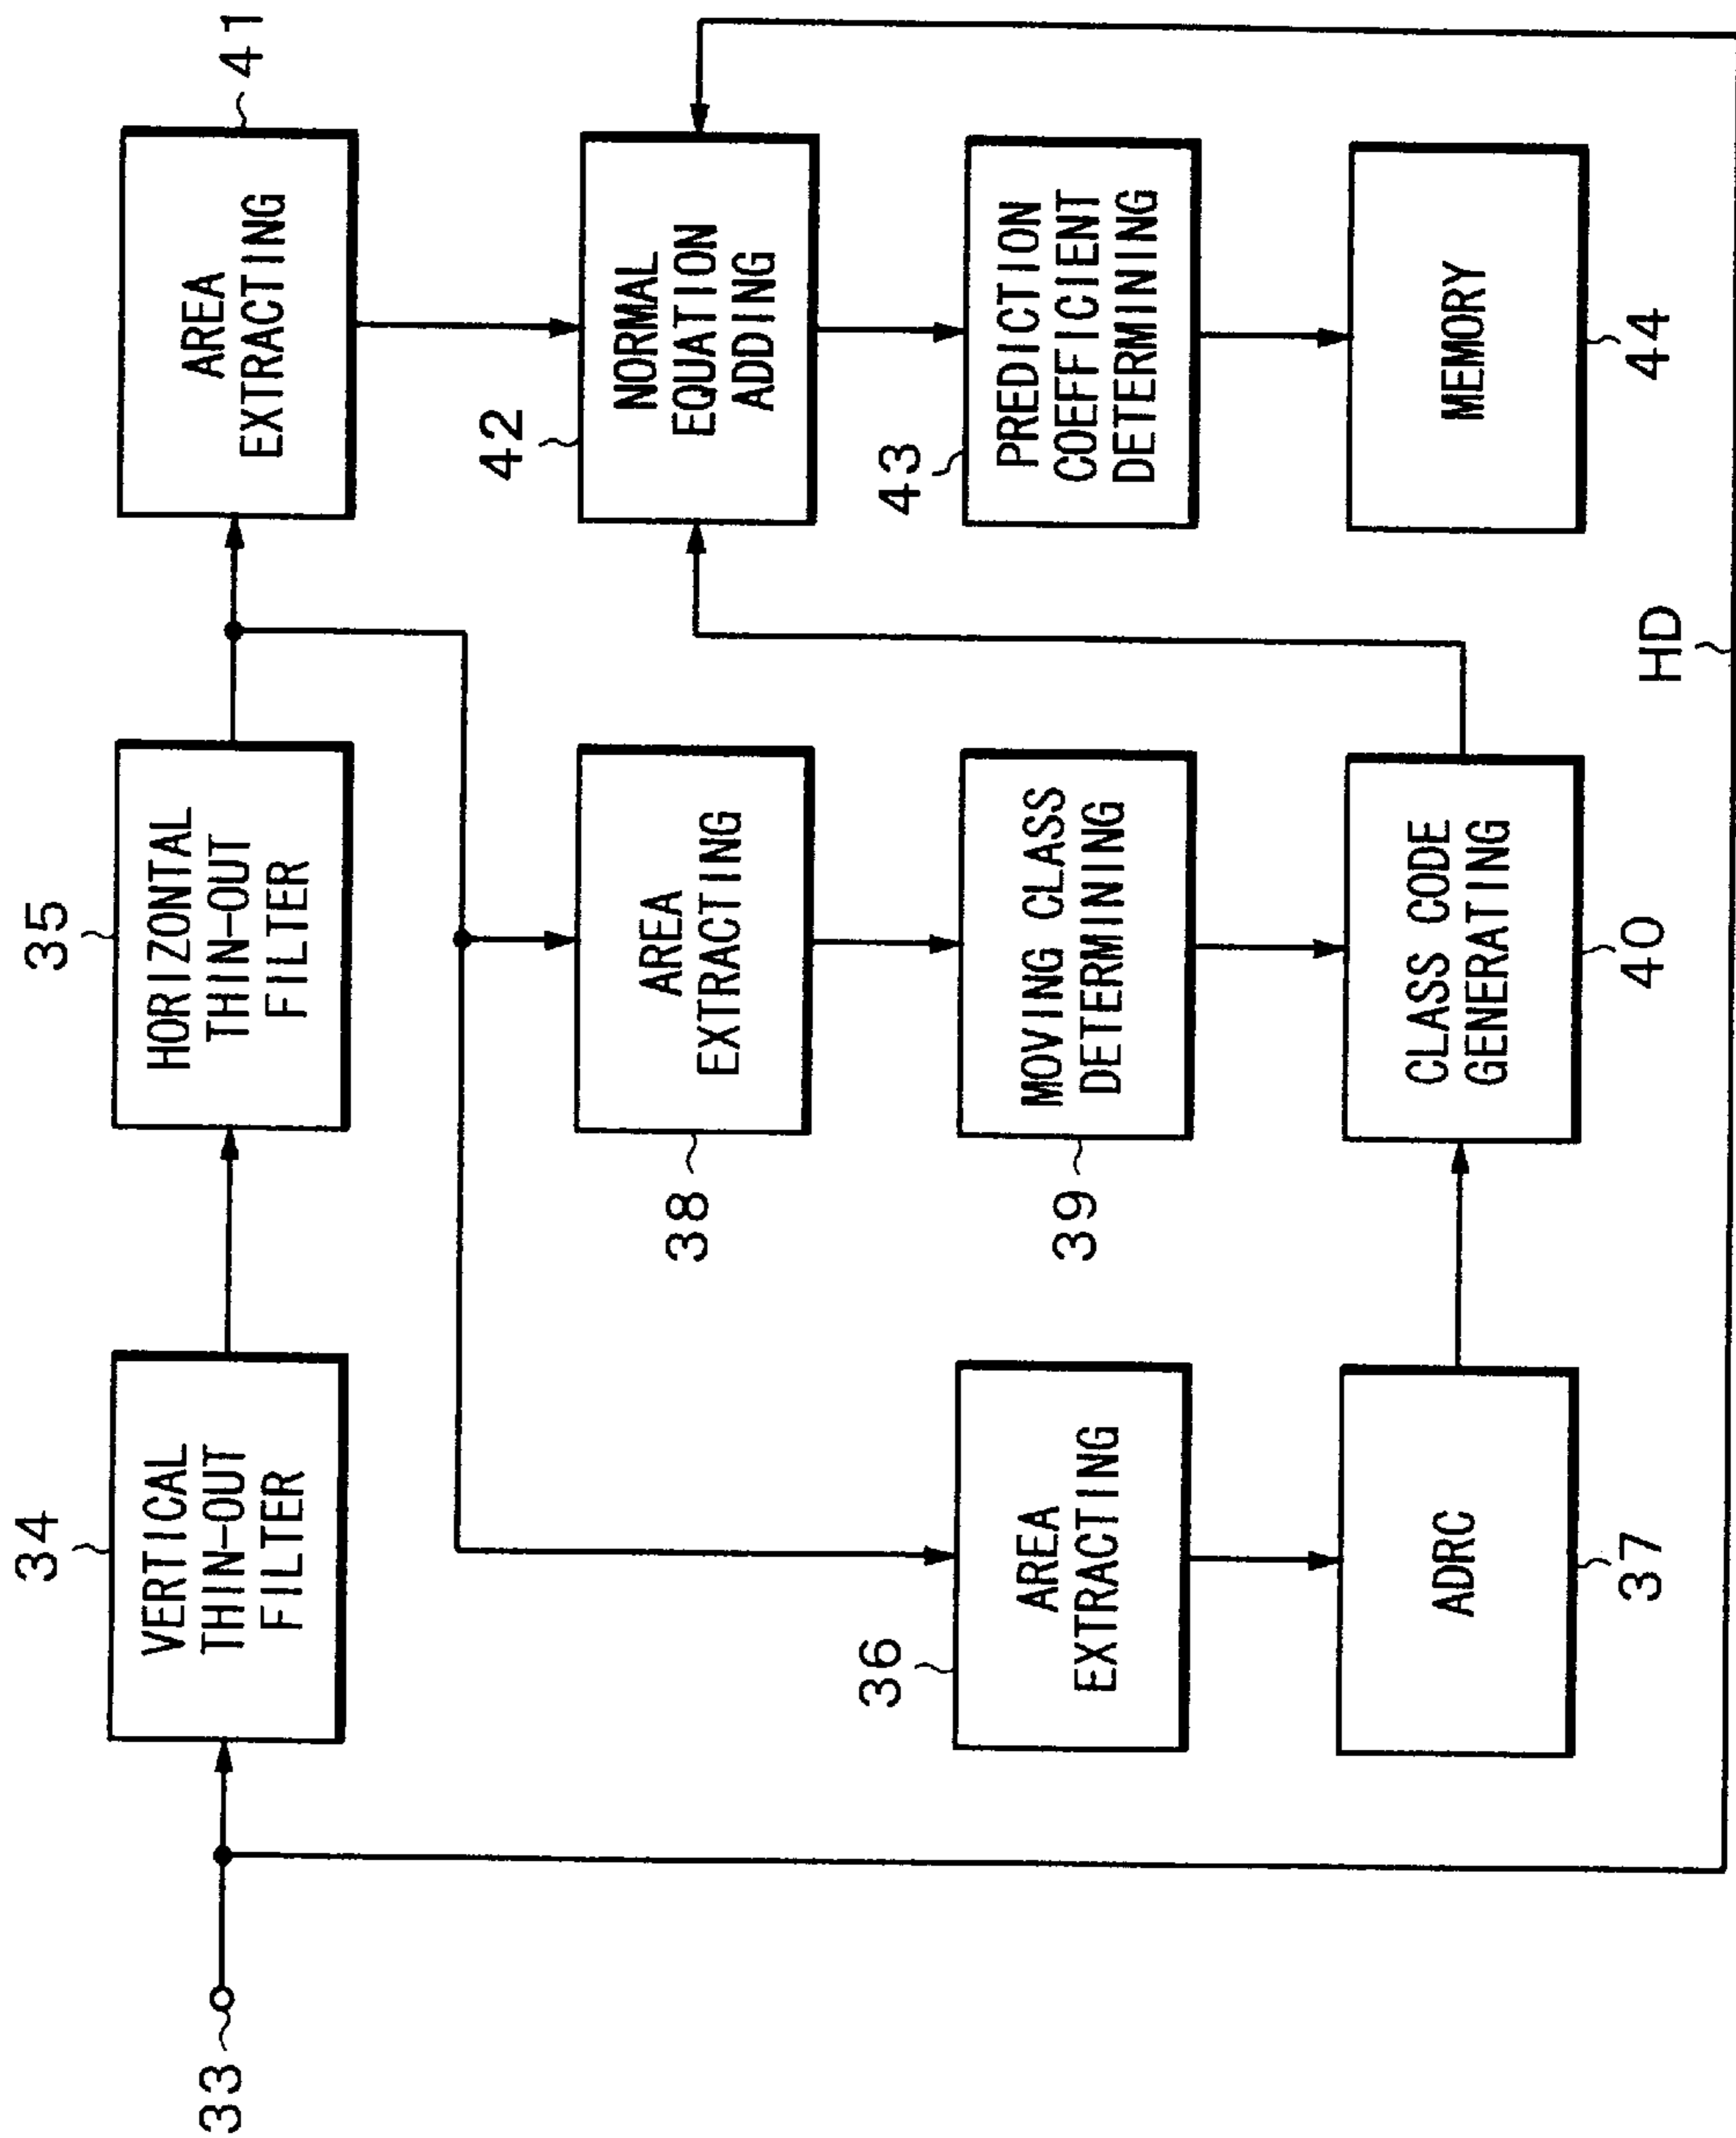 33
34
VERTICAL
THIN-OUT
FILTER
35
HORIZONTAL
THIN-OUT
FILTER
AREA
EXTRACTING
41
38
AREA
EXTRACTING
42
NORMAL
EQUATION
ADDING
36
AREA
EXTRACTING
39
MOVING CLASS
DETERMINING
43
PREDICTION
COEFFICIENT
DETERMINING
ADRC
37
CLASS CODE
GENERATING
40
MEMORY
44
HD